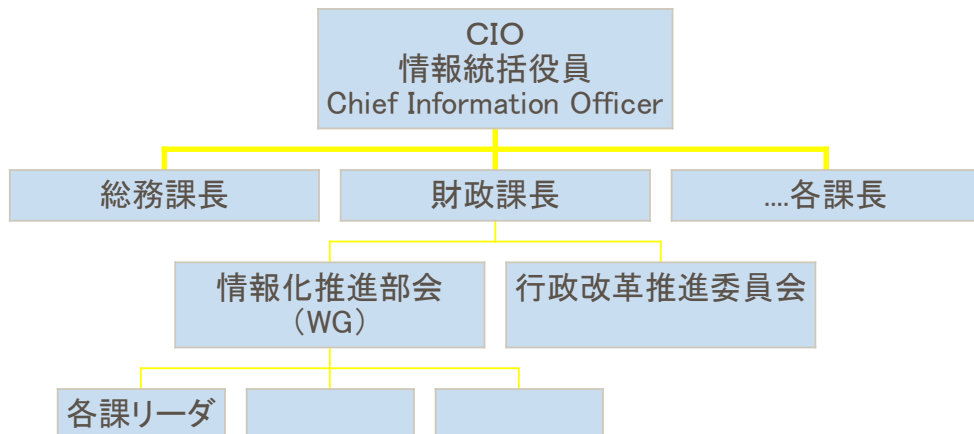 CIO
情報統括役員
Chief Information Officer
総務課長
財政課長
....各課長
情報化推進部会
（WG）
行政改革推進委員会
各課リーダ